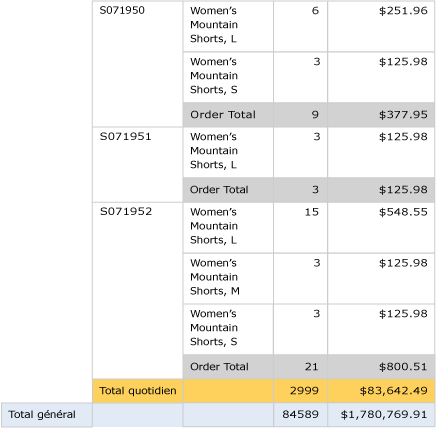 S071950 Women's 6 $251.96
Mountain
Shorts, L
Women's 3 $125.98
Mountain
Shorts, S
Order Total 9 $377.95
S071951 Women's 3 $125.98
Mountain
Shorts, L
Order Total 3 $125.98
S071952 Women's 15 $548.55
Mountain
Shorts, L
Women's 3 $125.98
Mountain
Shorts, M
Women's 3 $125.98
Mountain
Shorts, S
Order Total 21 $800.51
Total quotidien 2999 $83,642.49
Total général 84589 $1,780,769.91